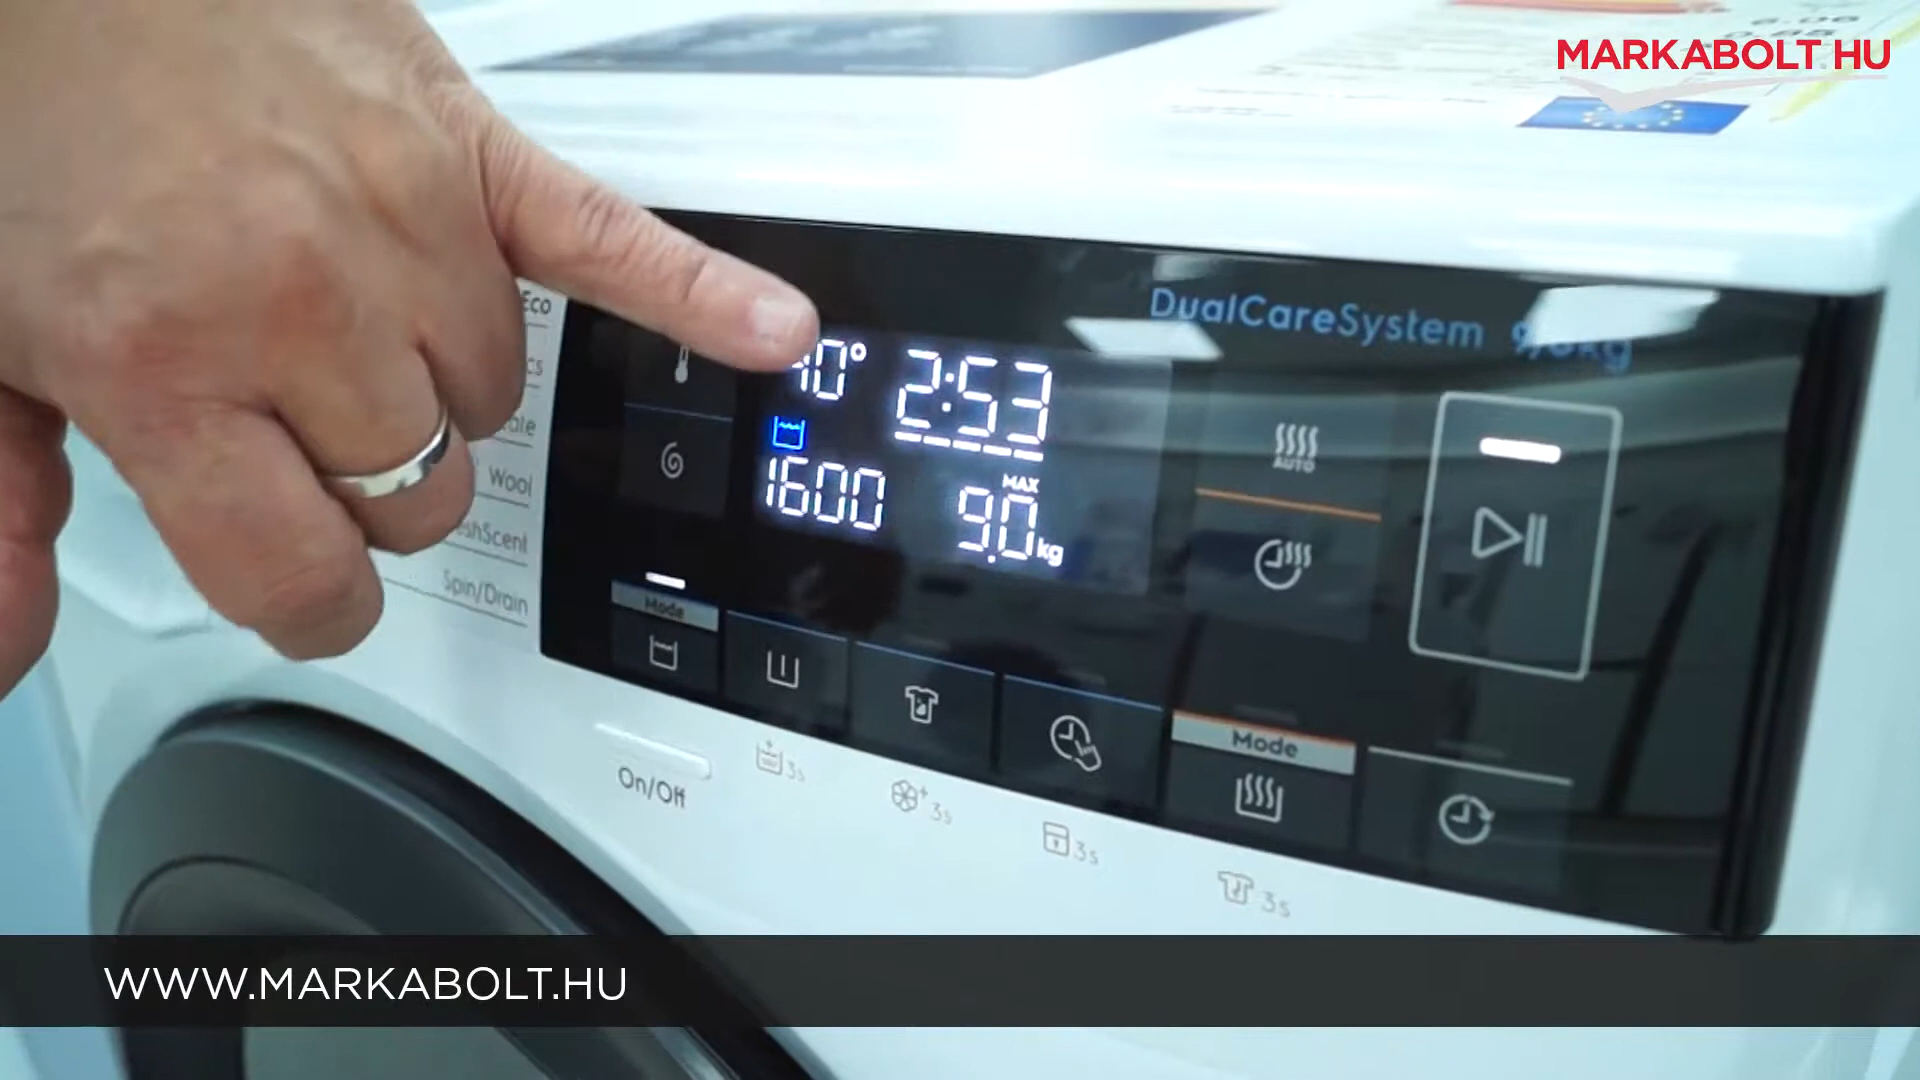 MARKABOLT.HU
DualCareSystem
Eco
2:53
1600
MAX
9.0 kg
AUTO
Wool
Spin/Drain
Mode
Mode
On/Off
3s
3s
3s
3s
WWW.MARKABOLT.HU